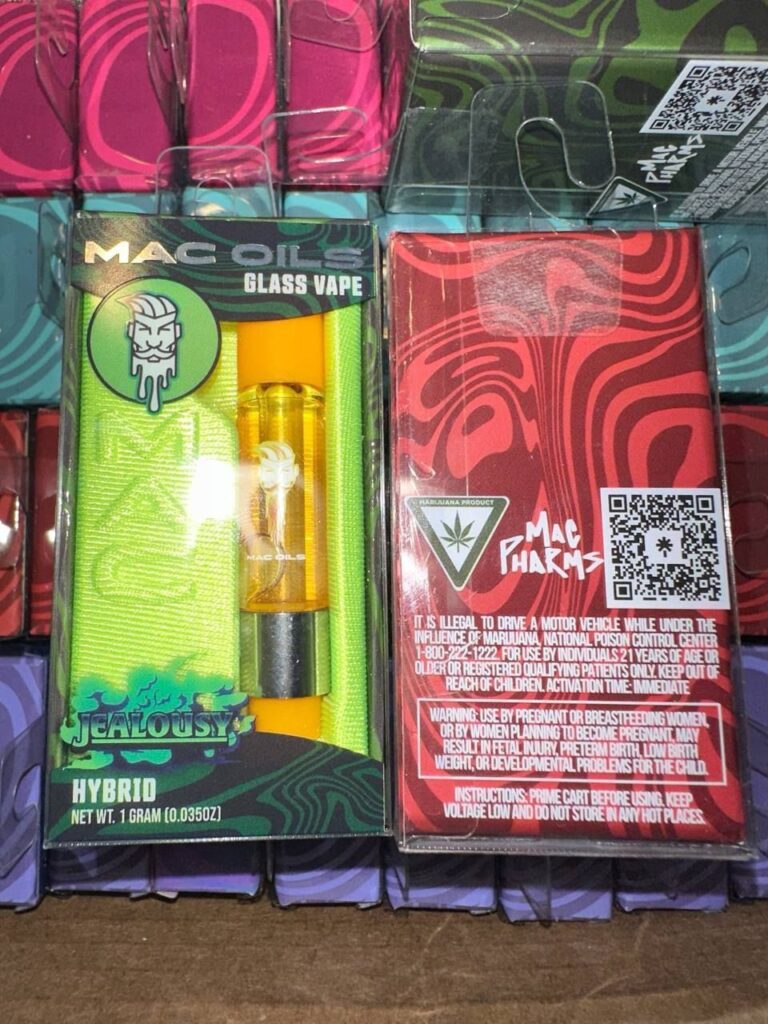 MAC OILS
GLASS VAPE
MAC
MAC OILS
JEALOUSY
HYBRID
NET WT. 1 GRAM (0.035OZ)
MAC
PHARMS
MARIJUANA PRODUCT
MAC
PHARMS
IT IS ILLEGAL TO DRIVE A MOTOR VEHICLE WHILE UNDER THE
INFLUENCE OF MARIJUANA, NATIONAL POISON CONTROL CENTER
1-800-222-1222. FOR USE BY INDIVIDUALS 21 YEARS OF AGE OR
OLDER OR REGISTERED QUALIFYING PATIENTS ONLY. KEEP OUT OF
REACH OF CHILDREN. ACTIVATION TIME: IMMEDIATE
WARNING: USE BY PREGNANT OR BREASTFEEDING WOMEN,
OR BY WOMEN PLANNING TO BECOME PREGNANT, MAY
RESULT IN FETAL INJURY, PRETERM BIRTH, LOW BIRTH
WEIGHT, OR DEVELOPMENTAL PROBLEMS FOR THE CHILD.
INSTRUCTIONS: PRIME CART BEFORE USING. KEEP
VOLTAGE LOW AND DO NOT STORE IN ANY HOT PLACES.